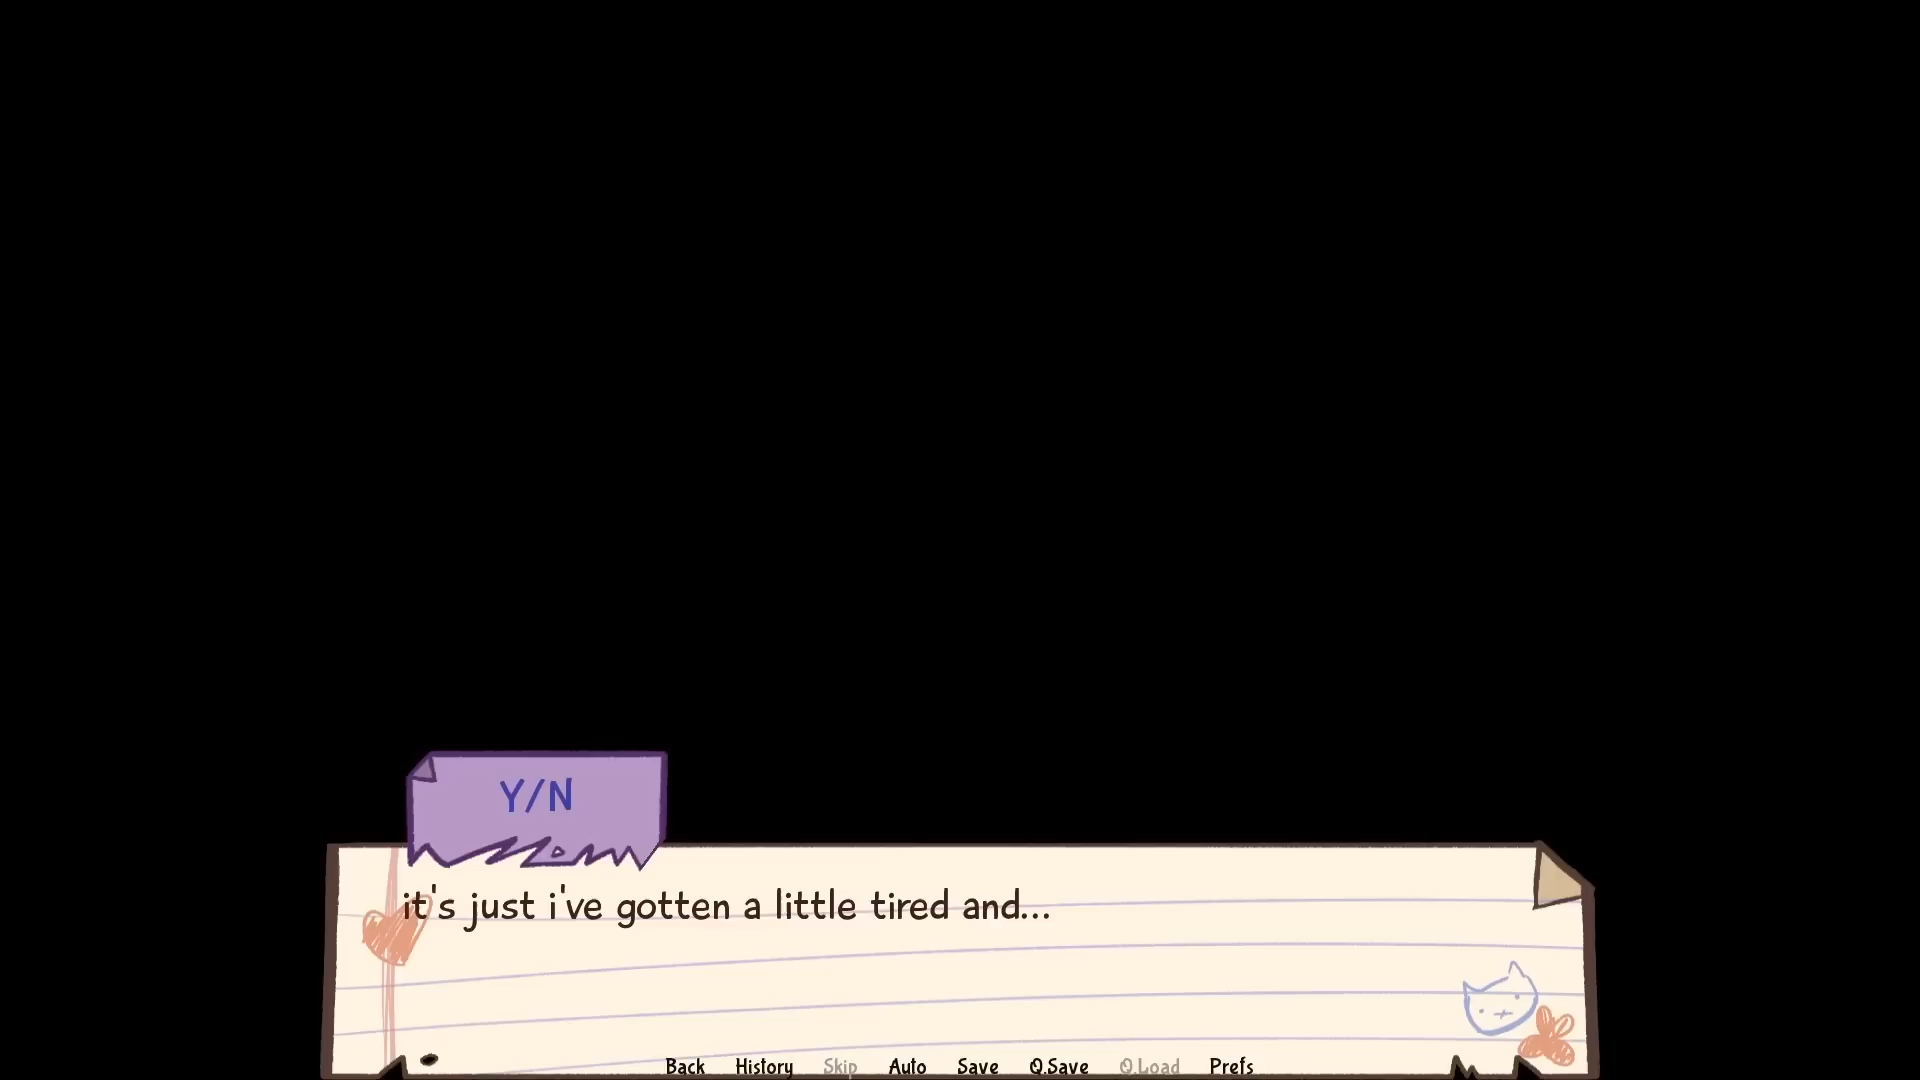 Y/N
it's just i've gotten a little tired and...
Back History Skip Auto Save Q.Save Q.Load Prefs